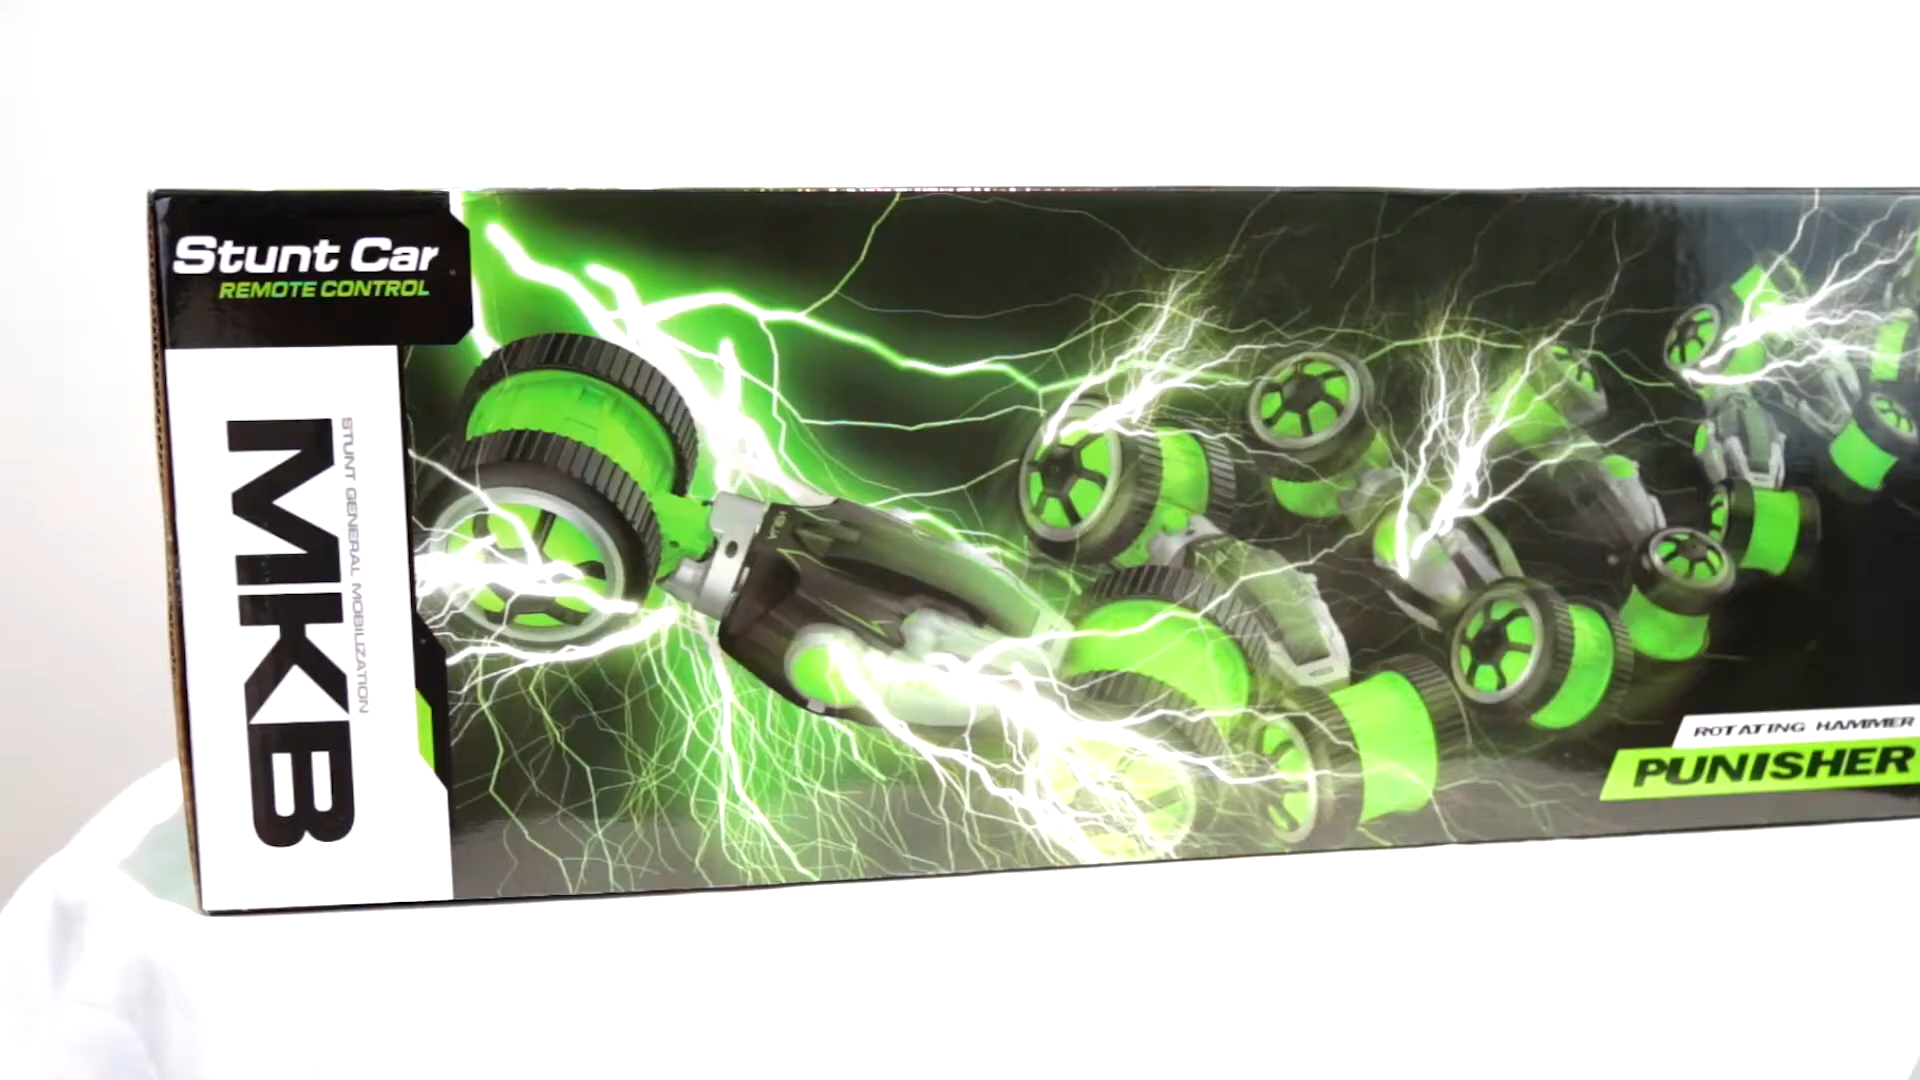 Stunt Car
REMOTE CONTROL
MKB
STUNT GENERAL MOBILIZATION
ROTATING HAMMER
PUNISHER